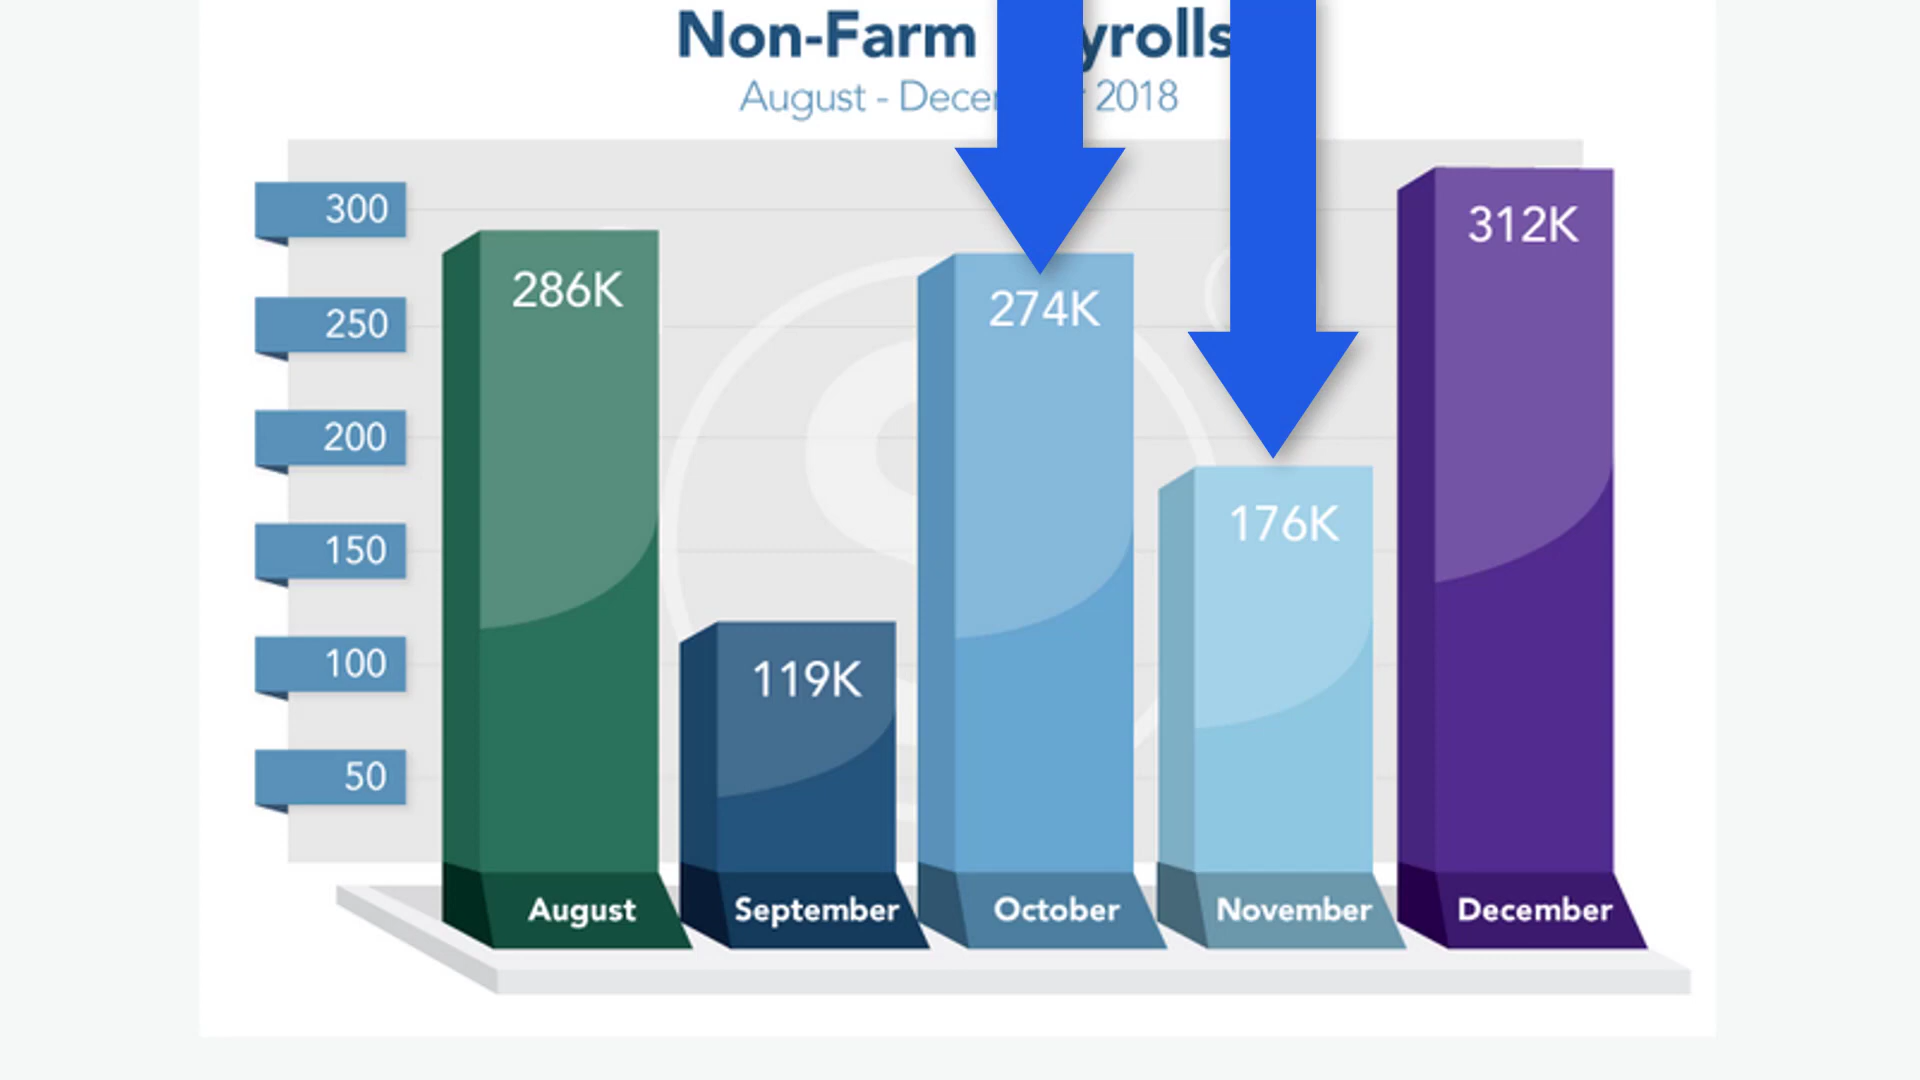 Non-Farm yrolls
August - Dece 2018
300
250
200
150
100
50
286K
119K
274K
176K
312K
August
September
October
November
December